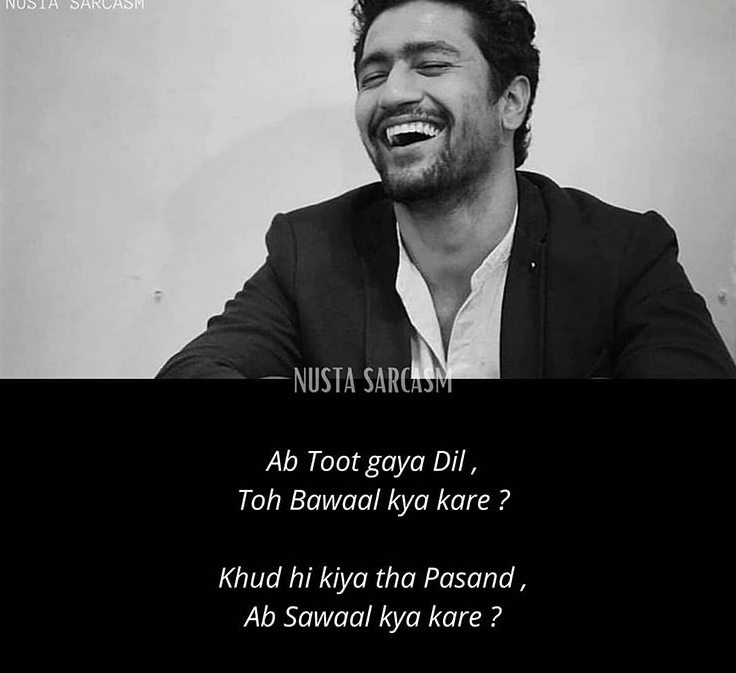 NUSTA SARCASM
NUSTA SARCASM
Ab Toot gaya Dil ,
Toh Bawaal kya kare ?
Khud hi kiya tha Pasand ,
Ab Sawaal kya kare ?